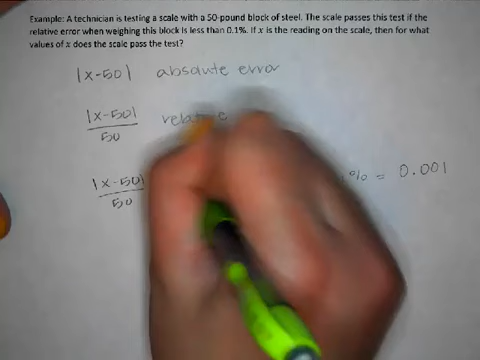 Example: A technician is testing a scale with a 50-pound block of steel. The scale passes this test if the
relative error when weighing this block is less than 0.1%. If x is the reading on the scale, then for what
values of x does the scale pass the test?
|x-50| absolute error
|x-50|/50 relative
|x-50|/50 % = 0.001